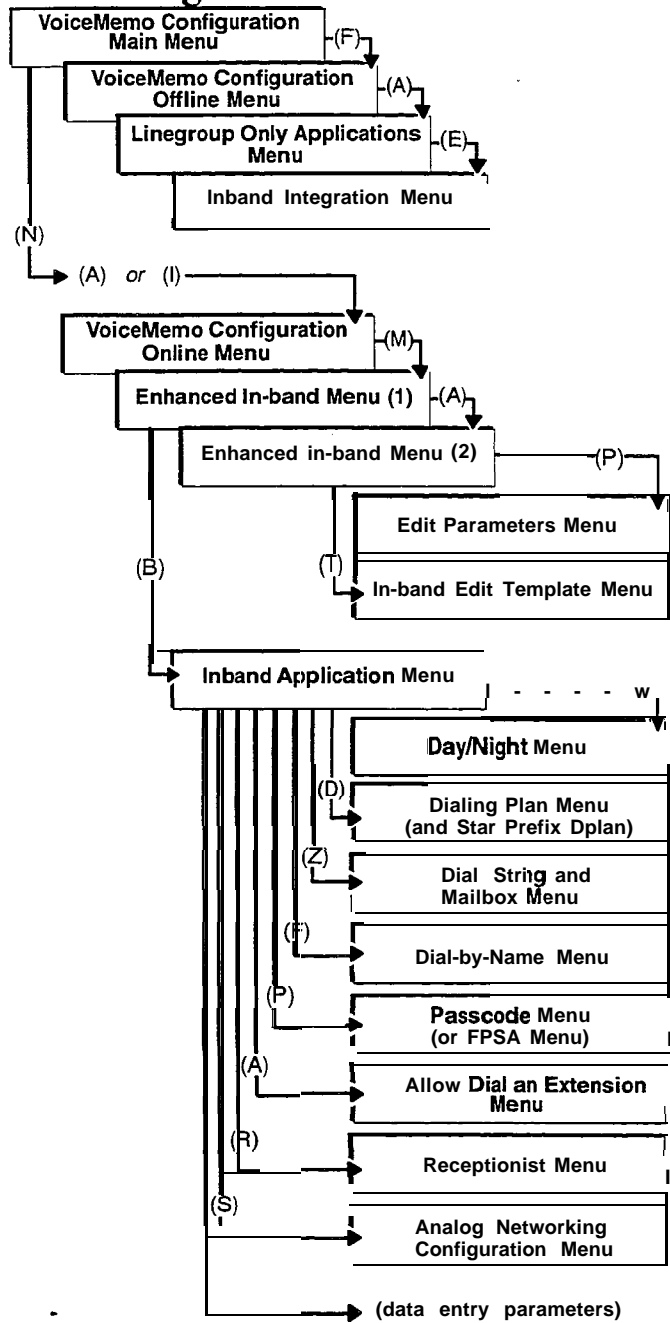 VoiceMemo Configuration
Main Menu
(F)
VoiceMemo Configuration
Offline Menu
(A)
Linegroup Only Applications
Menu
(E)
Inband Integration Menu
(N)
(A) or (I)
VoiceMemo Configuration
Online Menu
(M)
Enhanced In-band Menu (1)
(A)
Enhanced in-band Menu (2)
(P)
Edit Parameters Menu
(B)
(T)
In-band Edit Template Menu
Inband Application Menu
- - - - w
Day/Night Menu
(D)
Dialing Plan Menu
(and Star Prefix Dplan)
(Z)
Dial String and
Mailbox Menu
(F)
Dial-by-Name Menu
(P)
Passcode Menu
(or FPSA Menu)
(A)
Allow Dial an Extension
Menu
(R)
Receptionist Menu
(S)
Analog Networking
Configuration Menu
(data entry parameters)